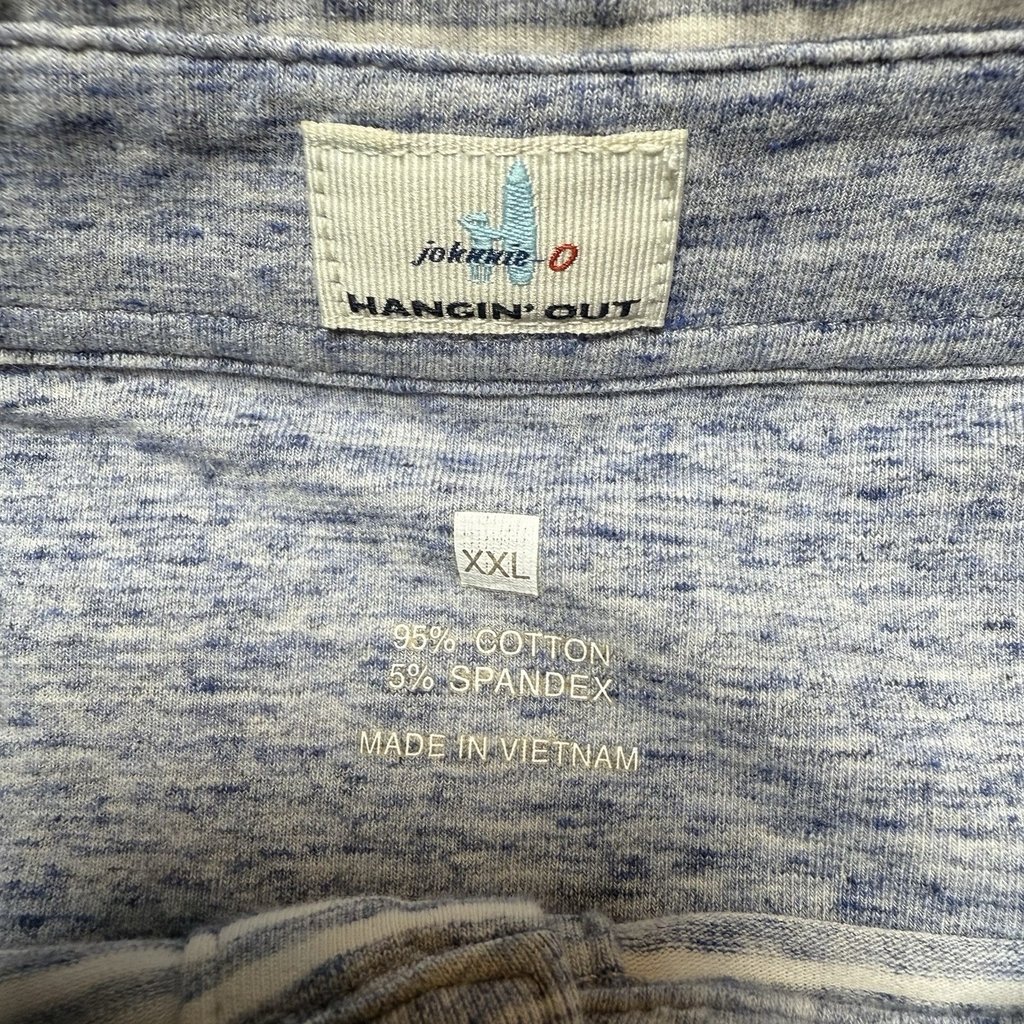 johnnie-O
HANGIN' OUT
XXL
95% COTTON
5% SPANDEX
MADE IN VIETNAM